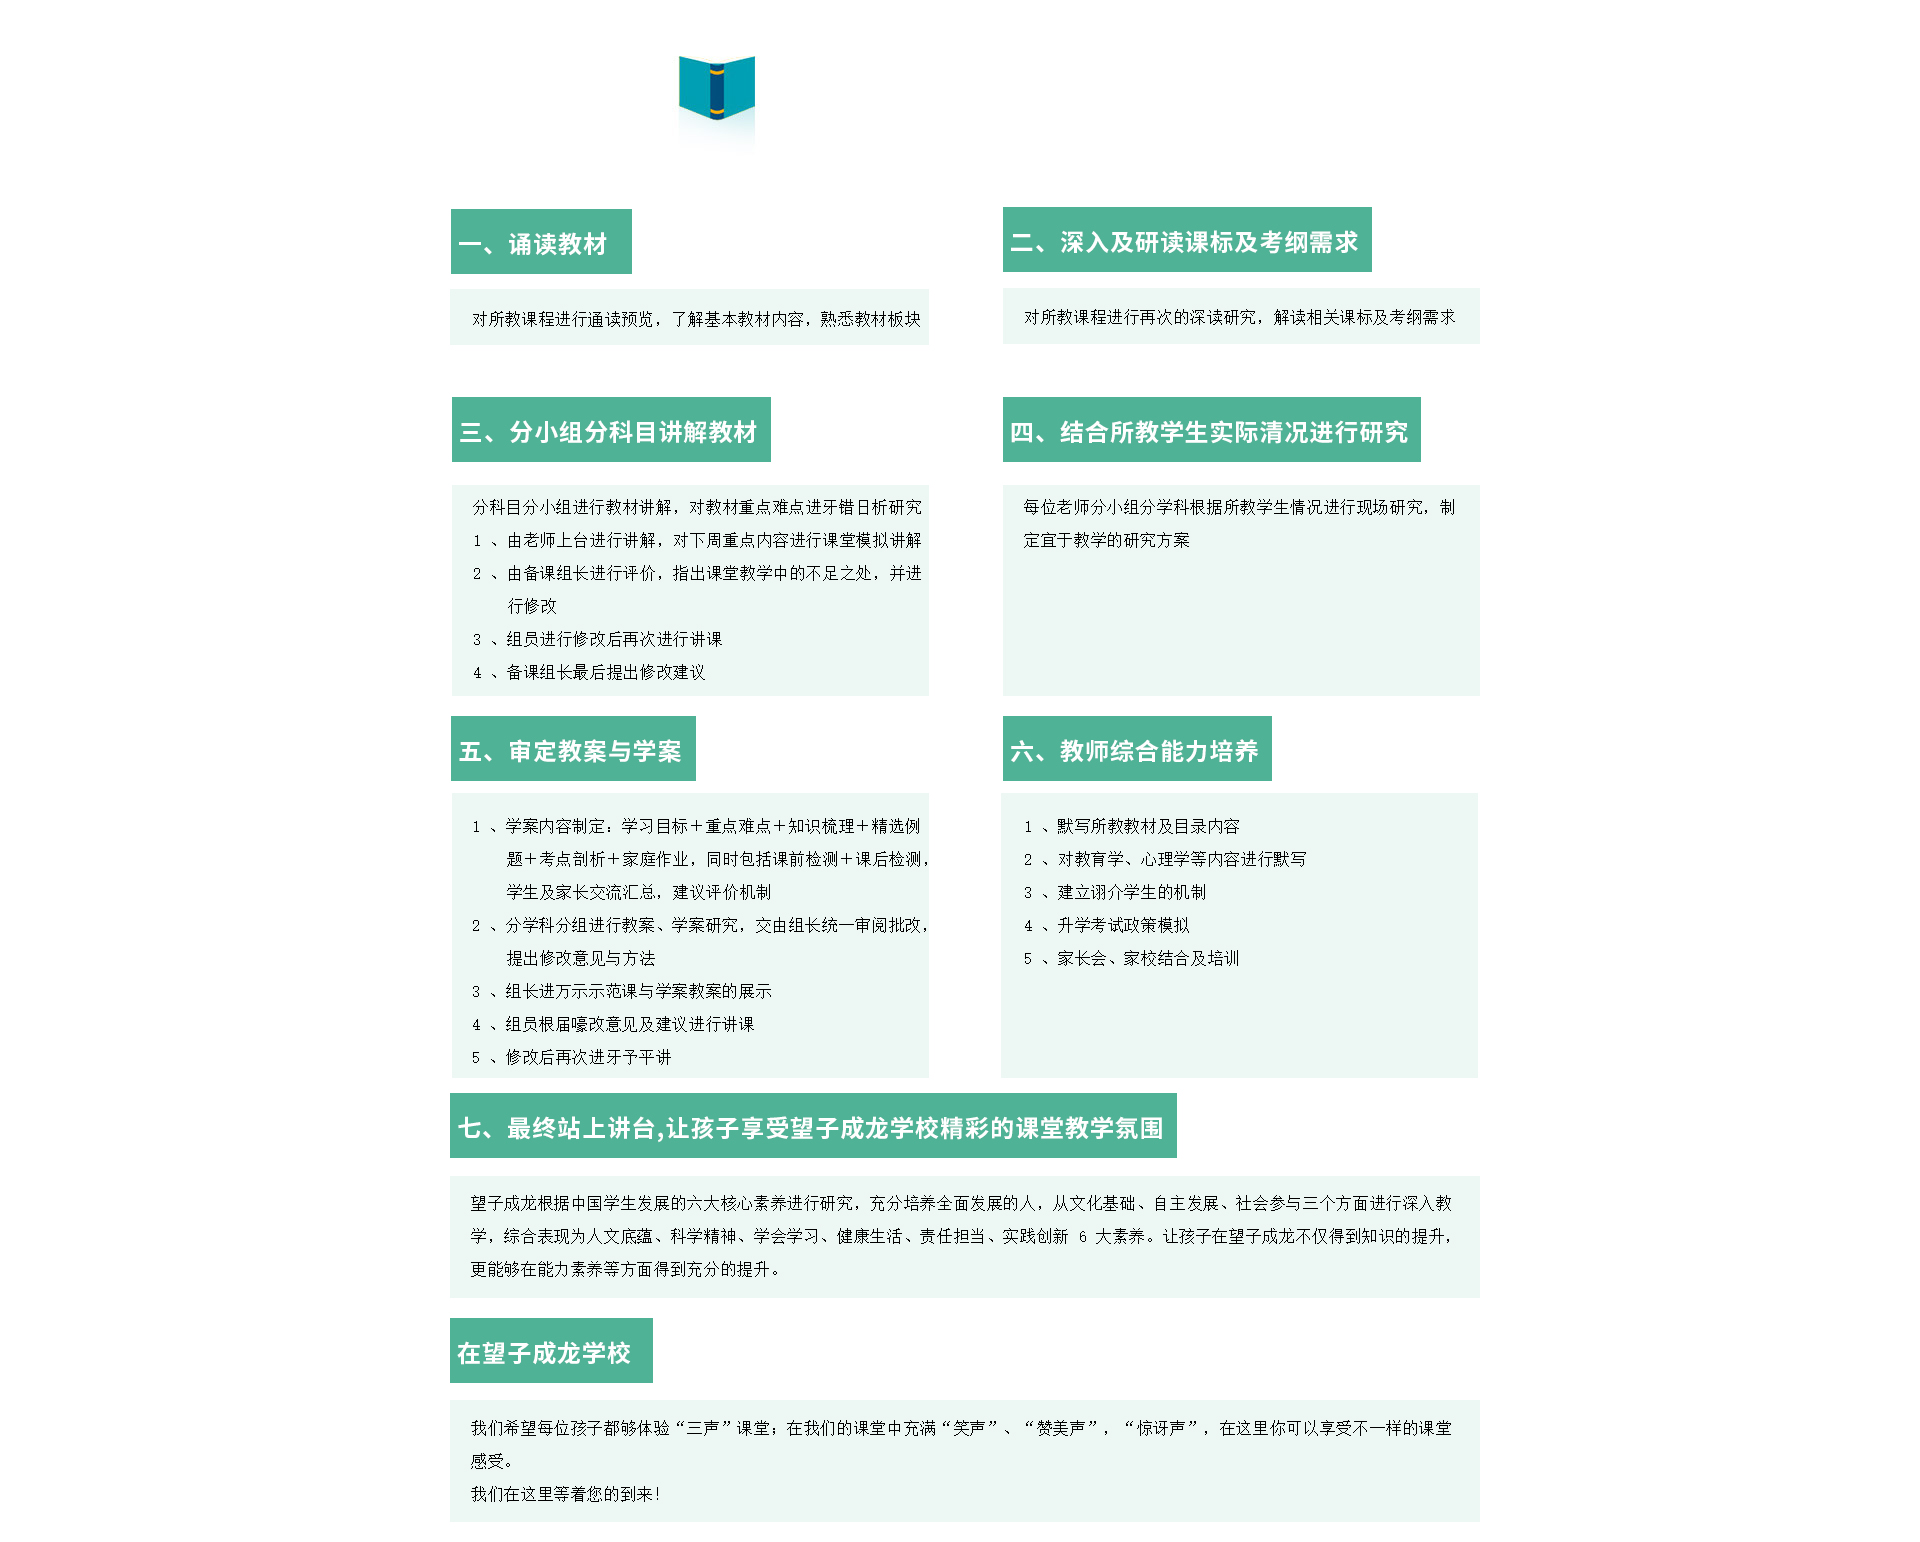 一、诵读教材
对所教课程进行通读预览，了解基本教材内容，熟悉教材板块
二、深入及研读课标及考纲需求
对所教课程进行再次的深读研究，解读相关课标及考纲需求
三、分小组分科目讲解教材
分科目分小组进行教材讲解，对教材重点难点进牙错日析研究
1 、由老师上台进行讲解，对下周重点内容进行课堂模拟讲解
2 、由备课组长进行评价，指出课堂教学中的不足之处，并进
行修改
3 、组员进行修改后再次进行讲课
4 、备课组长最后提出修改建议
四、结合所教学生实际清况进行研究
每位老师分小组分学科根据所教学生情况进行现场研究，制
定宜于教学的研究方案
五、审定教案与学案
1 、学案内容制定：学习目标＋重点难点＋知识梳理＋精选例
题＋考点剖析＋家庭作业，同时包括课前检测＋课后检测，
学生及家长交流汇总，建议评价机制
2 、分学科分组进行教案、学案研究，交由组长统一审阅批改，
提出修改意见与方法
3 、组长进万示示范课与学案教案的展示
4 、组员根届嚎改意见及建议进行讲课
5 、修改后再次进牙予平讲
六、教师综合能力培养
1 、默写所教教材及目录内容
2 、对教育学、心理学等内容进行默写
3 、建立诩介学生的机制
4 、升学考试政策模拟
5 、家长会、家校结合及培训
七、最终站上讲台,让孩子享受望子成龙学校精彩的课堂教学氛围
望子成龙根据中国学生发展的六大核心素养进行研究，充分培养全面发展的人，从文化基础、自主发展、社会参与三个方面进行深入教
学，综合表现为人文底蕴、科学精神、学会学习、健康生活、责任担当、实践创新 6 大素养。让孩子在望子成龙不仅得到知识的提升，
更能够在能力素养等方面得到充分的提升。
在望子成龙学校
我们希望每位孩子都够体验“三声”课堂；在我们的课堂中充满“笑声”、“赞美声”，“惊讶声”，在这里你可以享受不一样的课堂
感受。
我们在这里等着您的到来！